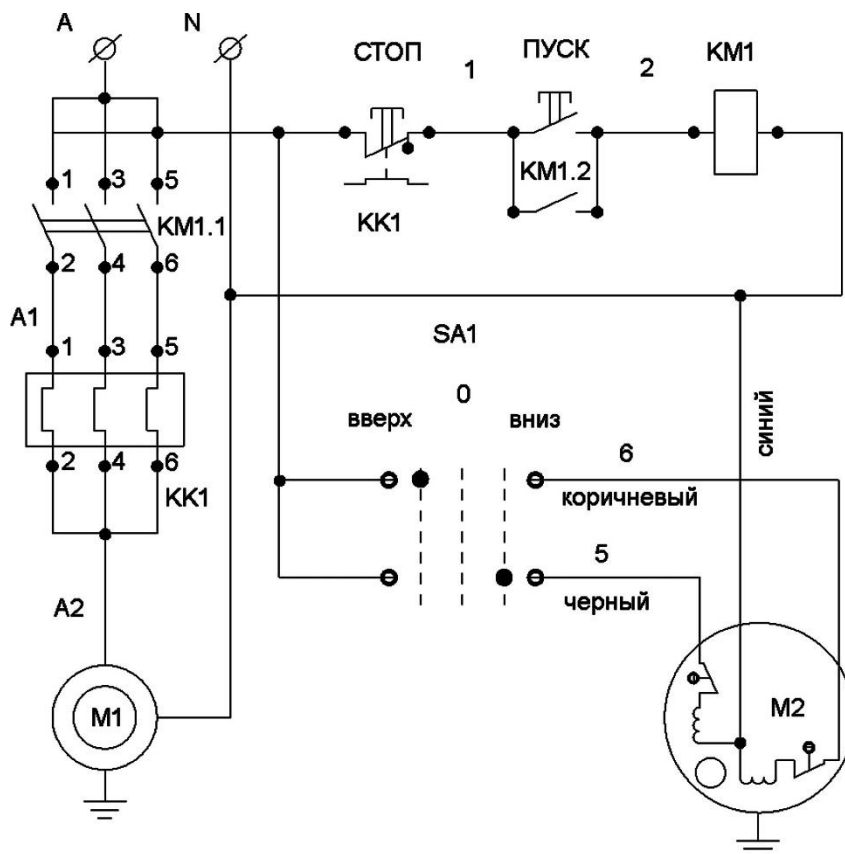 A N СТОП 1 ПУСК 2 KM1
1 3 5 KM1.1 KK1 KM1.2
2 4 6
A1 SA1
1 3 5
0
вверх вниз
синий
2 4 6 KK1 6
коричневый
5
A2 черный
M1 M2